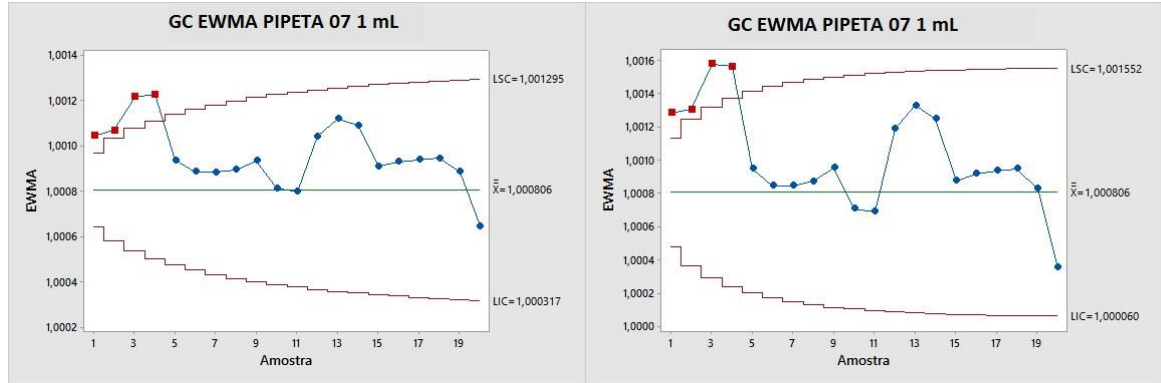 GC EWMA PIPETA 07 1 mL
1,0014
1,0012
1,0010
1,0008
1,0006
1,0004
1,0002
EWMA
LSC=1,001295
X=1,000806
LIC=1,000317
1 3 5 7 9 11 13 15 17 19
Amostra
GC EWMA PIPETA 07 1 mL
1,0016
1,0014
1,0012
1,0010
1,0008
1,0006
1,0004
1,0002
1,0000
EWMA
LSC=1,001552
X=1,000806
LIC=1,000060
1 3 5 7 9 11 13 15 17 19
Amostra